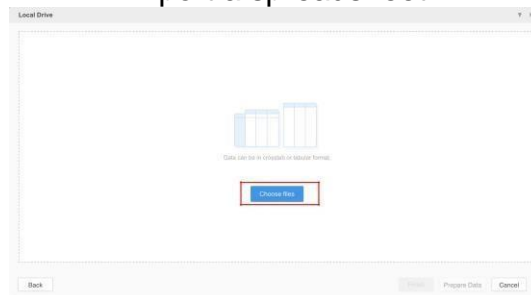 Local Drive ?
Data can be in crosstab or tabular format.
Choose files
Back Prepare Data Cancel